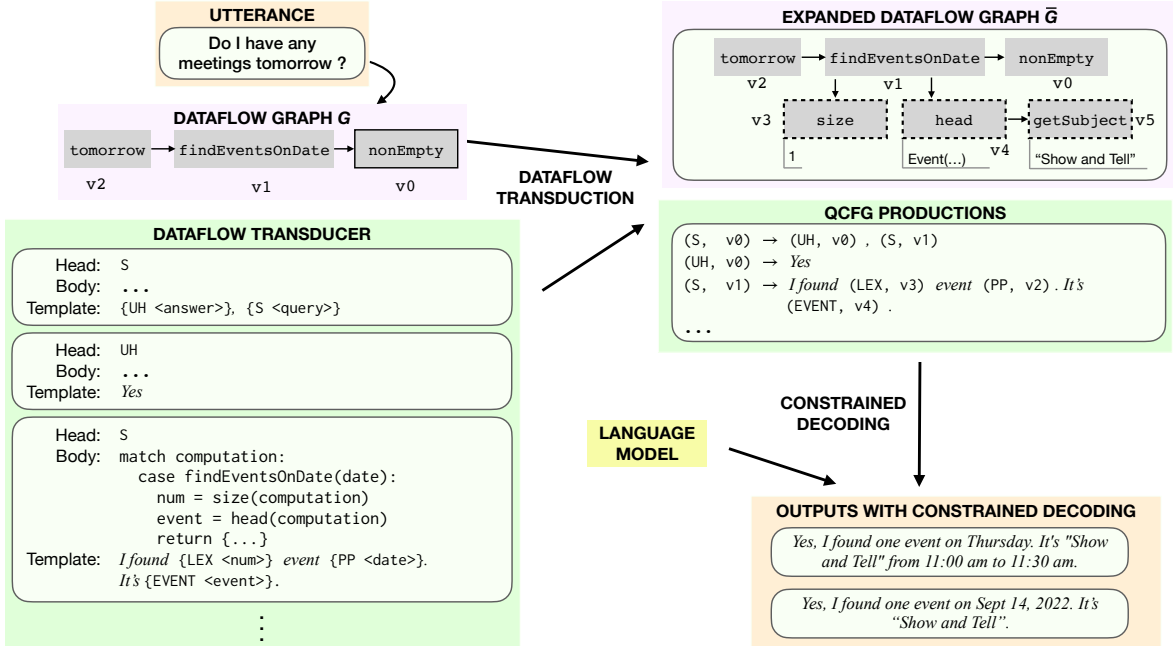 UTTERANCE
Do I have any
meetings tomorrow ?
DATAFLOW GRAPH G
tomorrow findEventsOnDate nonEmpty
v2 v1 v0
DATAFLOW
TRANSDUCTION
EXPANDED DATAFLOW GRAPH G̅
tomorrow findEventsOnDate nonEmpty
v2 v1 v0
v3 size head getSubject v5
v4
1 Event(...) “Show and Tell”
DATAFLOW TRANSDUCER
Head: S
Body: ...
Template: {UH <answer>}, {S <query>}
Head: UH
Body: ...
Template: Yes
Head: S
Body: match computation:
case findEventsOnDate(date):
num = size(computation)
event = head(computation)
return {...}
Template: I found {LEX <num>} event {PP <date>}.
It's {EVENT <event>}.
⋮
QCFG PRODUCTIONS
(S, v0) → (UH, v0) , (S, v1)
(UH, v0) → Yes
(S, v1) → I found (LEX, v3) event (PP, v2) . It's
(EVENT, v4) .
...
CONSTRAINED
DECODING
LANGUAGE
MODEL
OUTPUTS WITH CONSTRAINED DECODING
Yes, I found one event on Thursday. It's "Show
and Tell" from 11:00 am to 11:30 am.
Yes, I found one event on Sept 14, 2022. It’s
“Show and Tell”.